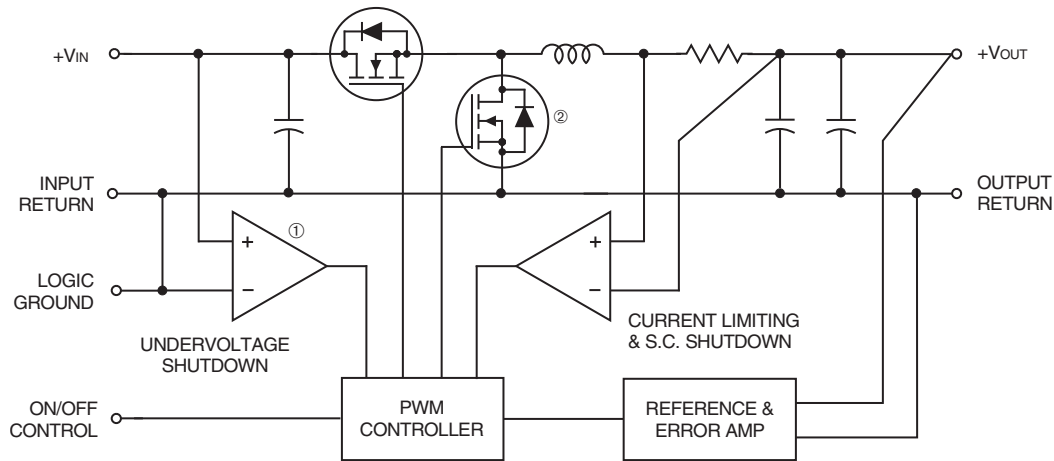 +VIN
+VOUT
②
INPUT
RETURN
OUTPUT
RETURN
①
+
−
+
−
LOGIC
GROUND
UNDERVOLTAGE
SHUTDOWN
CURRENT LIMITING
& S.C. SHUTDOWN
ON/OFF
CONTROL
PWM
CONTROLLER
REFERENCE &
ERROR AMP